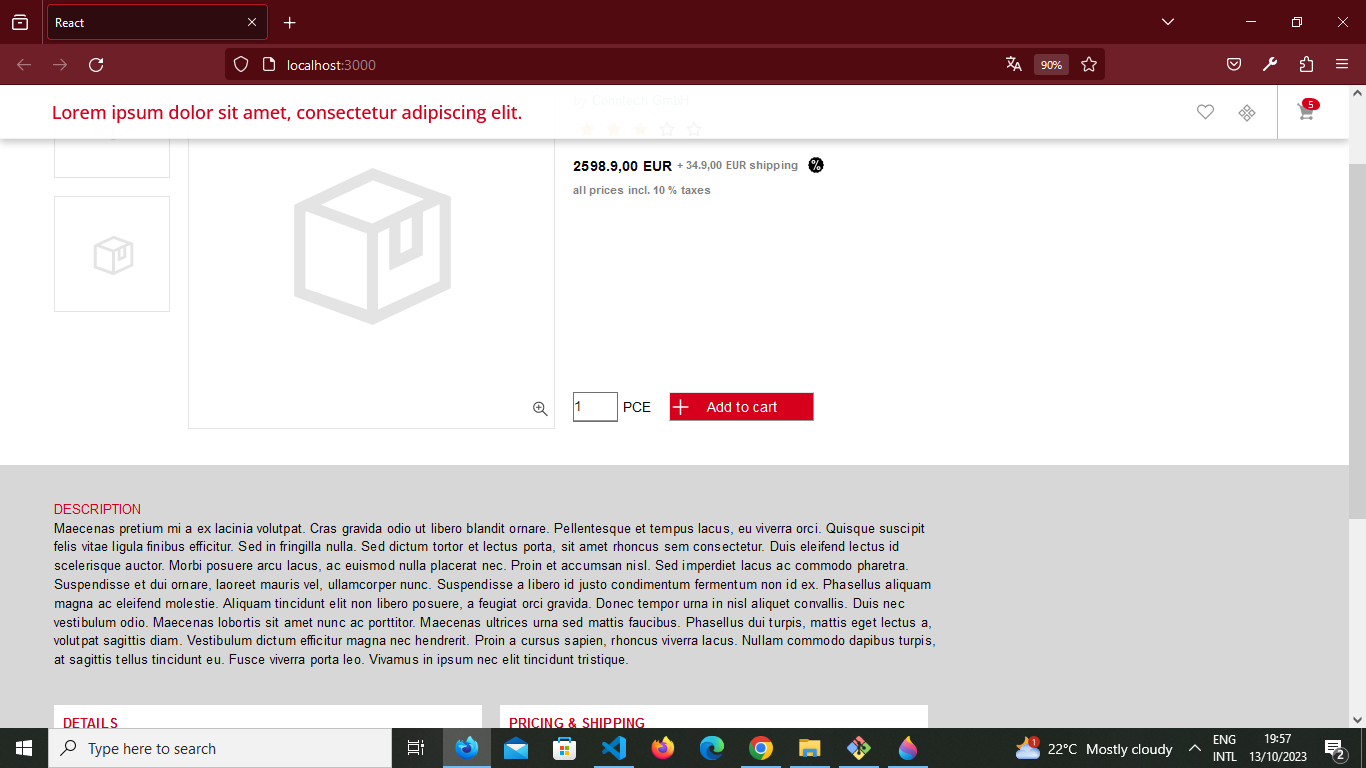 React
localhost:3000
90%
by Conntech GmbH
Lorem ipsum dolor sit amet, consectetur adipiscing elit.
5
2598.9,00 EUR + 34.9,00 EUR shipping %
all prices incl. 10 % taxes
1 PCE Add to cart
DESCRIPTION
Maecenas pretium mi a ex lacinia volutpat. Cras gravida odio ut libero blandit ornare. Pellentesque et tempus lacus, eu viverra orci. Quisque suscipit
felis vitae ligula finibus efficitur. Sed in fringilla nulla. Sed dictum tortor et lectus porta, sit amet rhoncus sem consectetur. Duis eleifend lectus id
scelerisque auctor. Morbi posuere arcu lacus, ac euismod nulla placerat nec. Proin et accumsan nisl. Sed imperdiet lacus ac commodo pharetra.
Suspendisse et dui ornare, laoreet mauris vel, ullamcorper nunc. Suspendisse a libero id justo condimentum fermentum non id ex. Phasellus aliquam
magna ac eleifend molestie. Aliquam tincidunt elit non libero posuere, a feugiat orci gravida. Donec tempor urna in nisl aliquet convallis. Duis nec
vestibulum odio. Maecenas lobortis sit amet nunc ac porttitor. Maecenas ultrices urna sed mattis faucibus. Phasellus dui turpis, mattis eget lectus a,
volutpat sagittis diam. Vestibulum dictum efficitur magna nec hendrerit. Proin a cursus sapien, rhoncus viverra lacus. Nullam commodo dapibus turpis,
at sagittis tellus tincidunt eu. Fusce viverra porta leo. Vivamus in ipsum nec elit tincidunt tristique.
DETAILS
PRICING & SHIPPING
Type here to search
1
22°C Mostly cloudy
ENG
INTL
19:57
13/10/2023
2